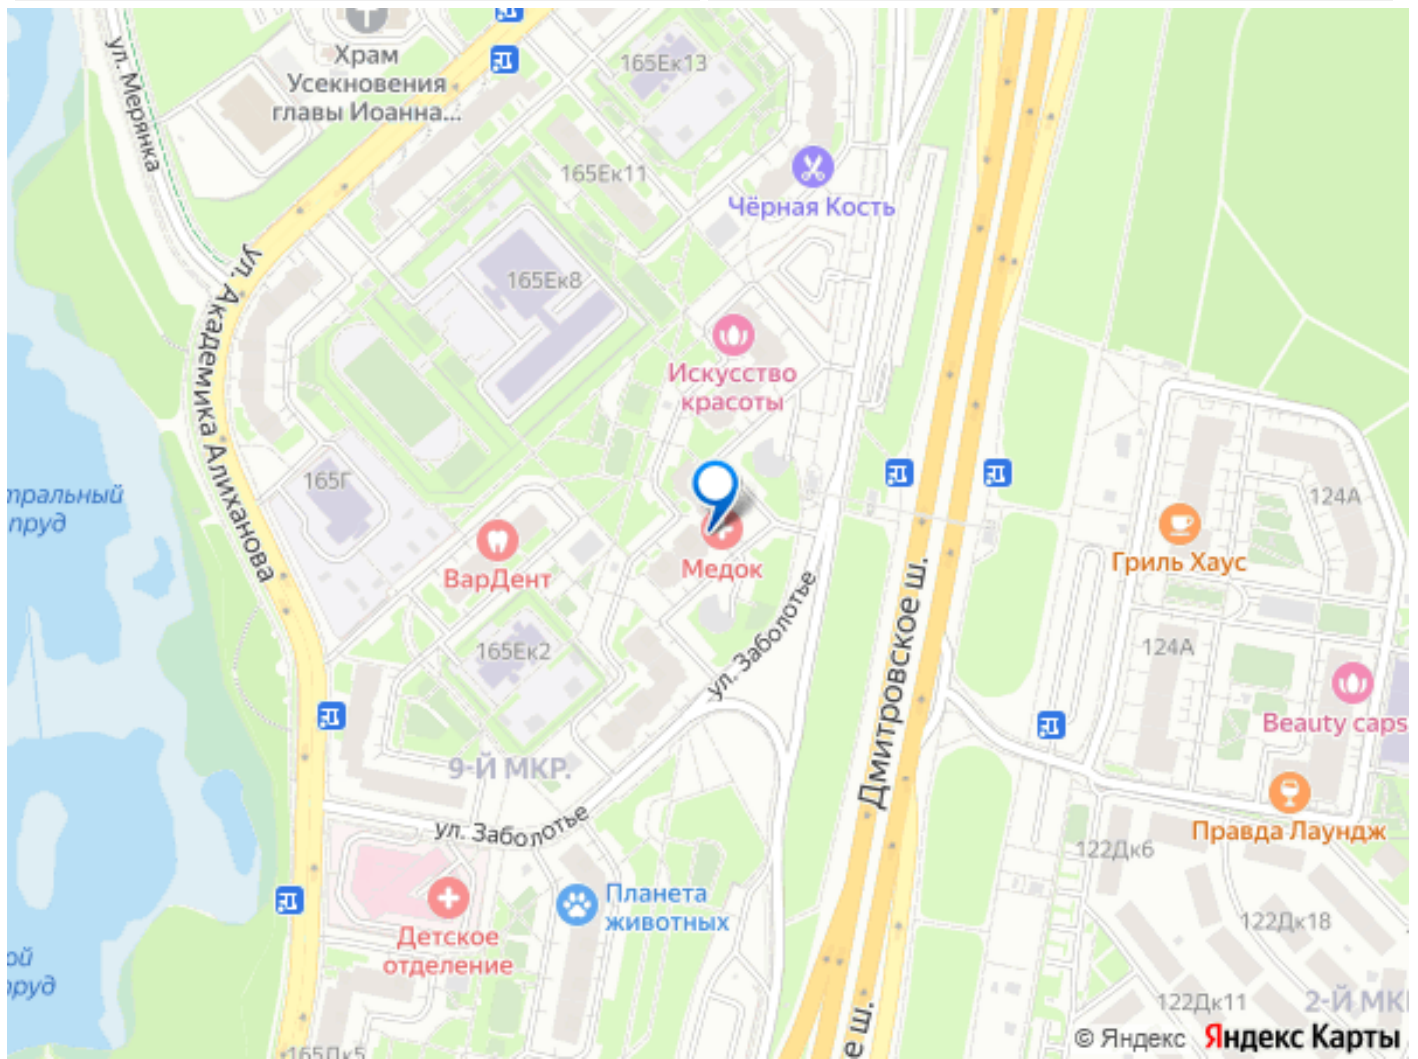 Храм
Усекновения
главы Иоанна...
ул. Мерянка
165Ек13
165Ек11
Чёрная Кость
ул. Академика Алиханова
165Ек8
Искусство
красоты
165Г
тральный
пруд
124А
Гриль Хаус
ВарДент
Медок
ул. Заболотье
165Ек2
124А
Дмитровское ш.
Beauty caps
9-Й МКР.
ул. Заболотье
Правда Лаундж
122Дк6
Планета
животных
122Дк18
Детское
отделение
ой
пруд
122Дк11
2-Й МКР
е ш.
165Дк5
© Яндекс
Яндекс Карты